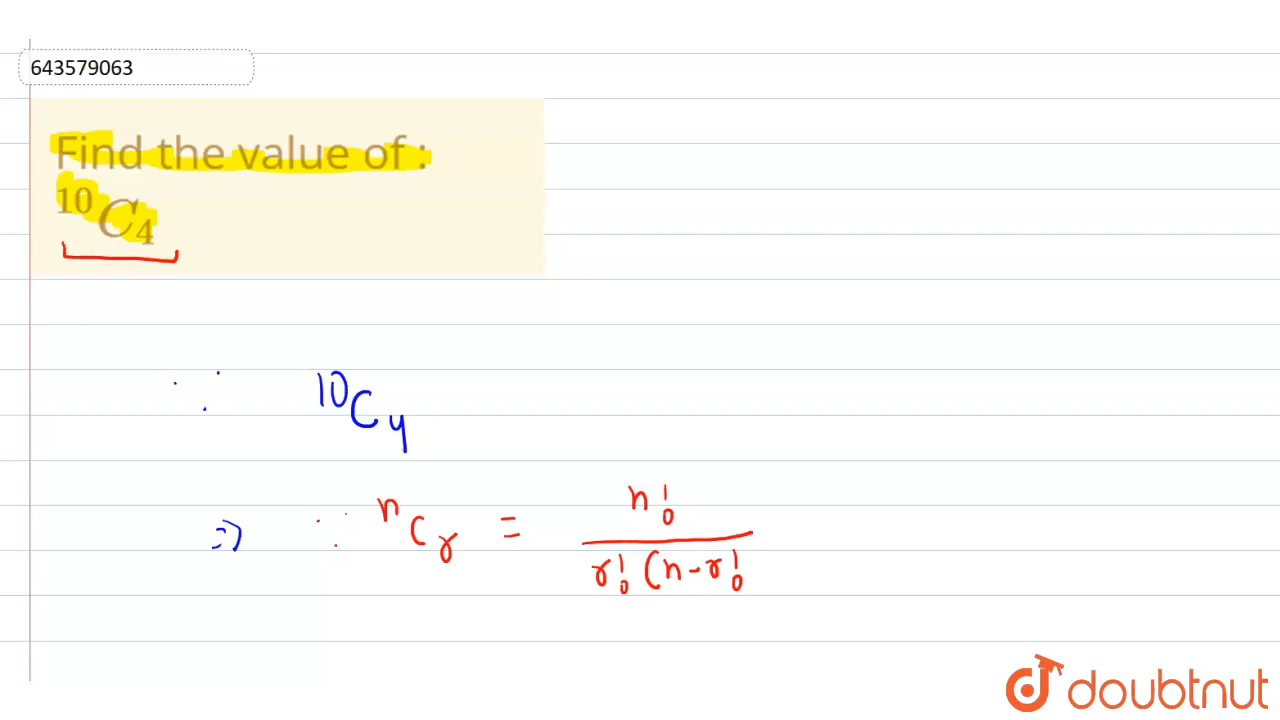 643579063
Find the value of :
¹⁰C₄
∵ ¹⁰C₄
⇒ ∵ ⁿCᵣ = n! / r! (n-r!
doubtnut